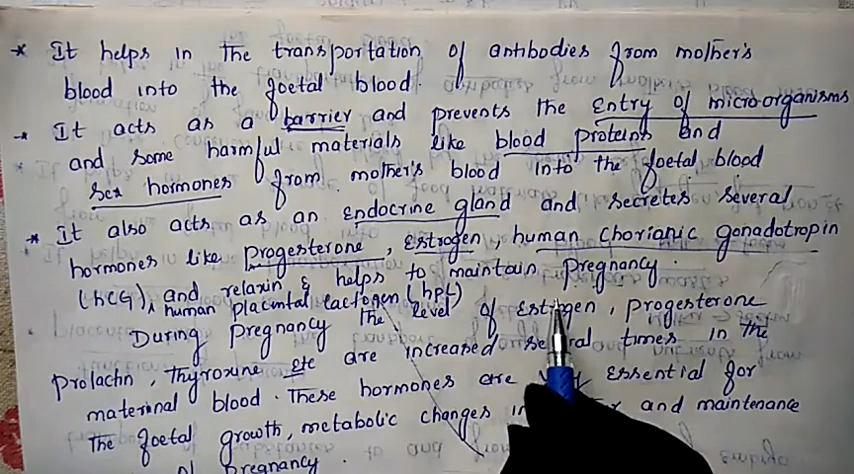 * It helps in the transportation of antibodies from mother's
blood into the foetal blood.
* It acts as a barrier and prevents the entry of microorganisms
and some harmful materials like blood proteins and
sex hormones from mother's blood into the foetal blood
* It also acts as an endocrine gland and secretes several
hormones like progesterone, estrogen, human chorianic gonadotropin
(hCG), and relaxin & helps to maintain pregnancy.
human placental lactogen (hpL)
During pregnancy the level of estrogen, progesterone
prolactin, Thyroxine etc are increased several times in the
maternal blood. These hormones are essential for
The foetal growth, metabolic changes in and maintenance
of pregnancy.